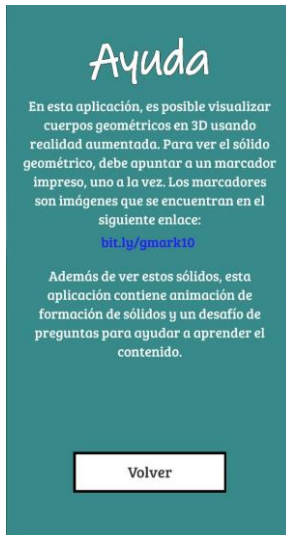 Ayuda
En esta aplicación, es posible visualizar
cuerpos geométricos en 3D usando
realidad aumentada. Para ver el sólido
geométrico, debe apuntar a un marcador
impreso, uno a la vez. Los marcadores
son imágenes que se encuentran en el
siguiente enlace:
bit.ly/gmark10
Además de ver estos sólidos, esta
aplicación contiene animación de
formación de sólidos y un desafío de
preguntas para ayudar a aprender el
contenido.
Volver